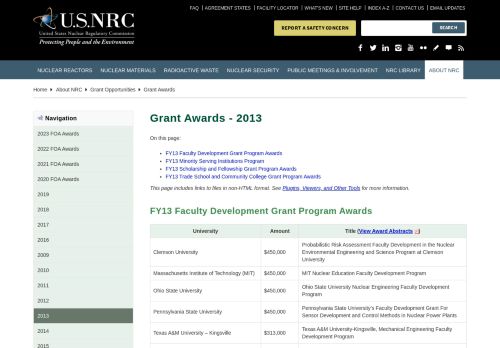 FAQ | AGREEMENT STATES | FACILITY LOCATOR | WHAT'S NEW | SITE HELP | INDEX A-Z | CONTACT US | EMAIL UPDATES
U.S.NRC
United States Nuclear Regulatory Commission
Protecting People and the Environment
REPORT A SAFETY CONCERN
SEARCH
NUCLEAR REACTORS NUCLEAR MATERIALS RADIOACTIVE WASTE NUCLEAR SECURITY PUBLIC MEETINGS & INVOLVEMENT NRC LIBRARY ABOUT NRC
Home About NRC Grant Opportunities Grant Awards
Navigation
2023 FOA Awards
2022 FOA Awards
2021 FOA Awards
2020 FOA Awards
2019
2018
2017
2016
2009
2010
2011
2012
2013
2014
2015
Grant Awards - 2013
On this page:
FY13 Faculty Development Grant Program Awards
FY13 Minority Serving Institutions Program
FY13 Scholarship and Fellowship Grant Program Awards
FY13 Trade School and Community College Grant Program Awards
This page includes links to files in non-HTML format. See Plugins, Viewers, and Other Tools for more information.
FY13 Faculty Development Grant Program Awards
University Amount Title (View Award Abstracts)
Clemson University $450,000 Probabilistic Risk Assessment Faculty Development in the Nuclear
Environmental Engineering and Science Program at Clemson
University
Massachusetts Institute of Technology (MIT) $450,000 MIT Nuclear Education Faculty Development Program
Ohio State University $450,000 Ohio State University Nuclear Engineering Faculty Development
Program
Pennsylvania State University $450,000 Pennsylvania State University's Faculty Development Grant For
Sensor Development and Control Methods in Nuclear Power Plants
Texas A&M University – Kingsville $313,000 Texas A&M University-Kingsville, Mechanical Engineering Faculty
Development Program